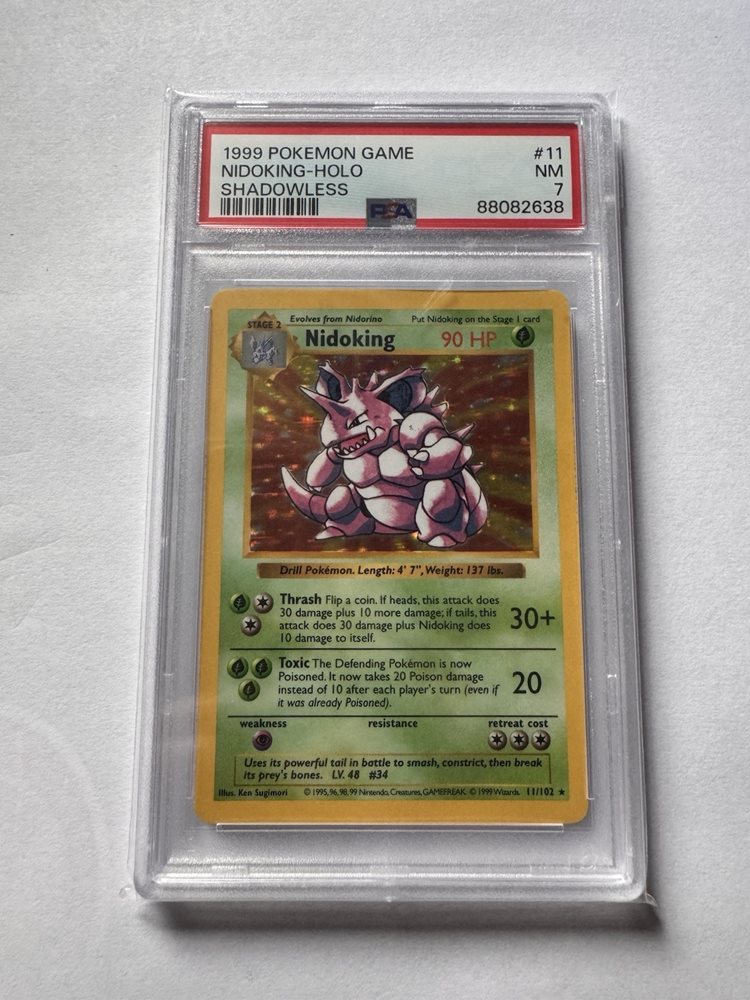 1999 POKEMON GAME #11
NIDOKING-HOLO NM
SHADOWLESS 7
PSA 88082638
STAGE 2 Evolves from Nidorino Put Nidoking on the Stage 1 card
Nidoking 90 HP
Drill Pokémon. Length: 4' 7", Weight: 137 lbs.
Thrash Flip a coin. If heads, this attack does
30 damage plus 10 more damage; if tails, this
attack does 30 damage plus Nidoking does
10 damage to itself.
30+
Toxic The Defending Pokémon is now
Poisoned. It now takes 20 Poison damage
instead of 10 after each player's turn (even if
it was already Poisoned).
20
weakness resistance retreat cost
Uses its powerful tail in battle to smash, constrict, then break
its prey's bones. LV. 48 #34
Illus. Ken Sugimori © 1995, 96, 98, 99 Nintendo, Creatures, GAMEFREAK. © 1999 Wizards. 11/102 ★